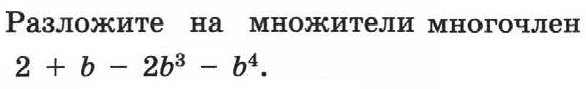 Разложите на множители многочлен
2 + b − 2b³ − b⁴.